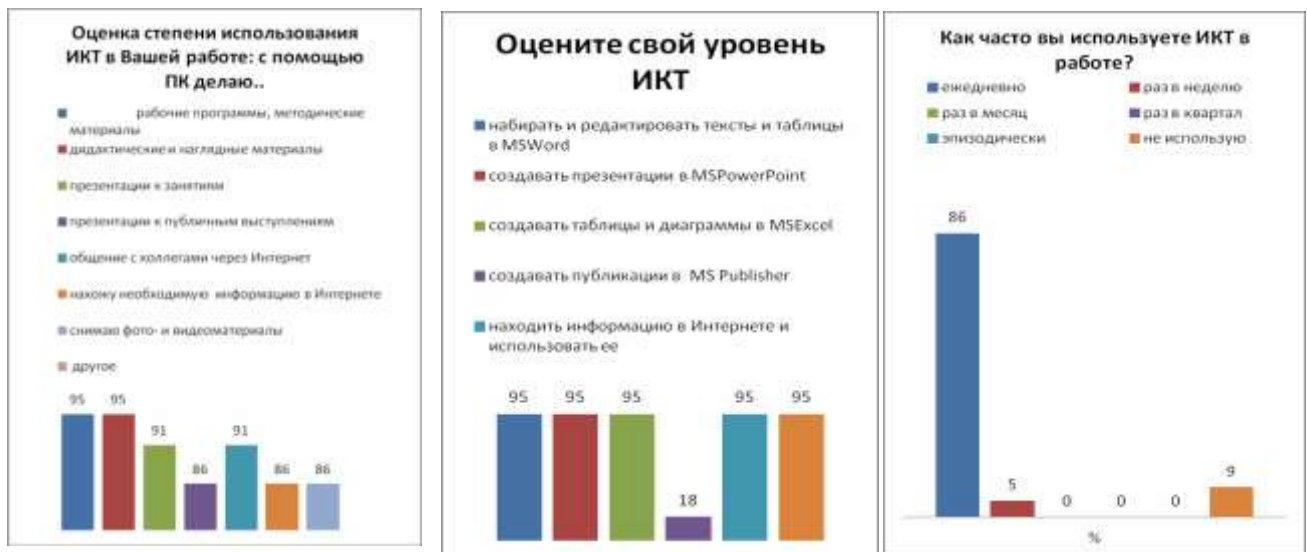 Оценка степени использования
ИКТ в Вашей работе: с помощью
ПК делаю..
рабочие программы, методические
материалы
дидактические и наглядные материалы
презентации к занятиям
презентации к публичным выступлениям
общение с коллегами через Интернет
нахожу необходимую информацию в Интернете
снимаю фото- и видеоматериалы
другое
95 95 91 86 91 86 86
Оцените свой уровень
ИКТ
набирать и редактировать тексты и таблицы
в MSWord
создавать презентации в MSPowerPoint
создавать таблицы и диаграммы в MSExcel
создавать публикации в MS Publisher
находить информацию в Интернете и
использовать ее
95 95 95 18 95 95
Как часто вы используете ИКТ в
работе?
ежедневно раз в неделю
раз в месяц раз в квартал
эпизодически не использую
86 5 0 0 0 9
%